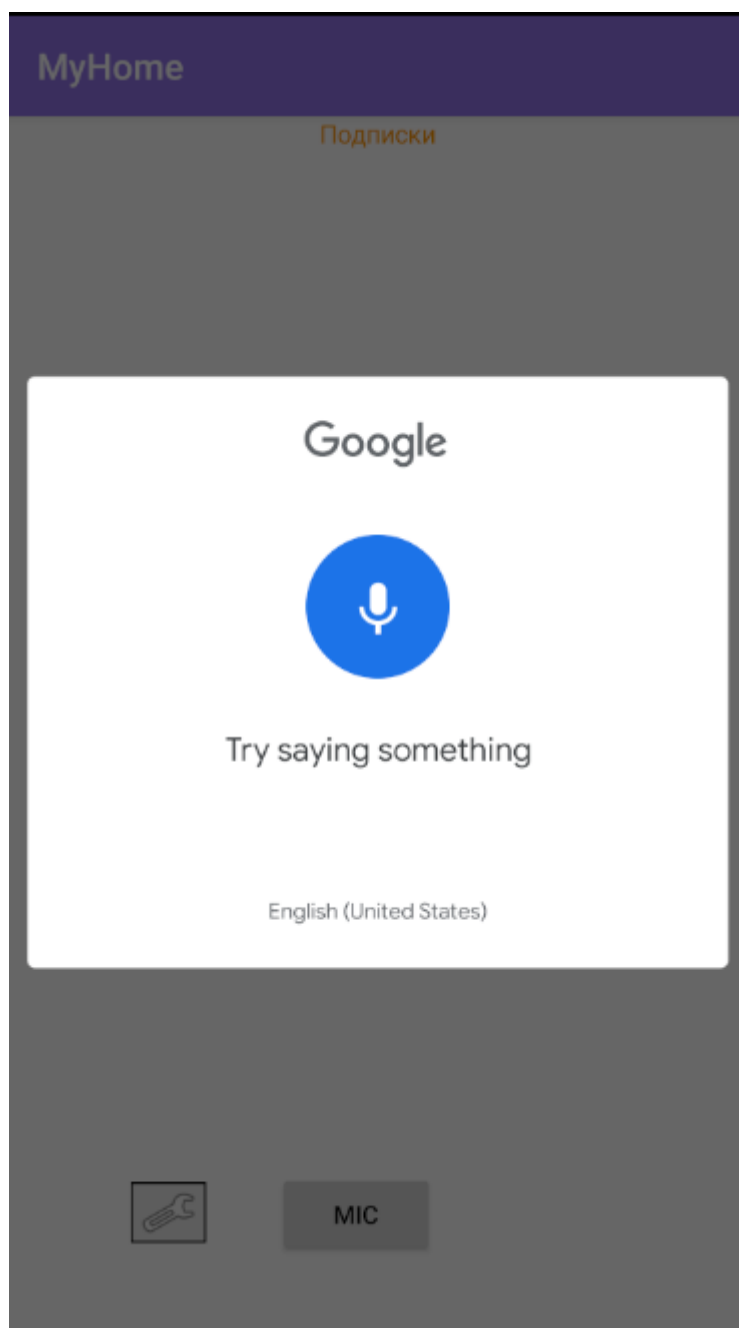 MyHome
Подписки
Google
Try saying something
English (United States)
MIC